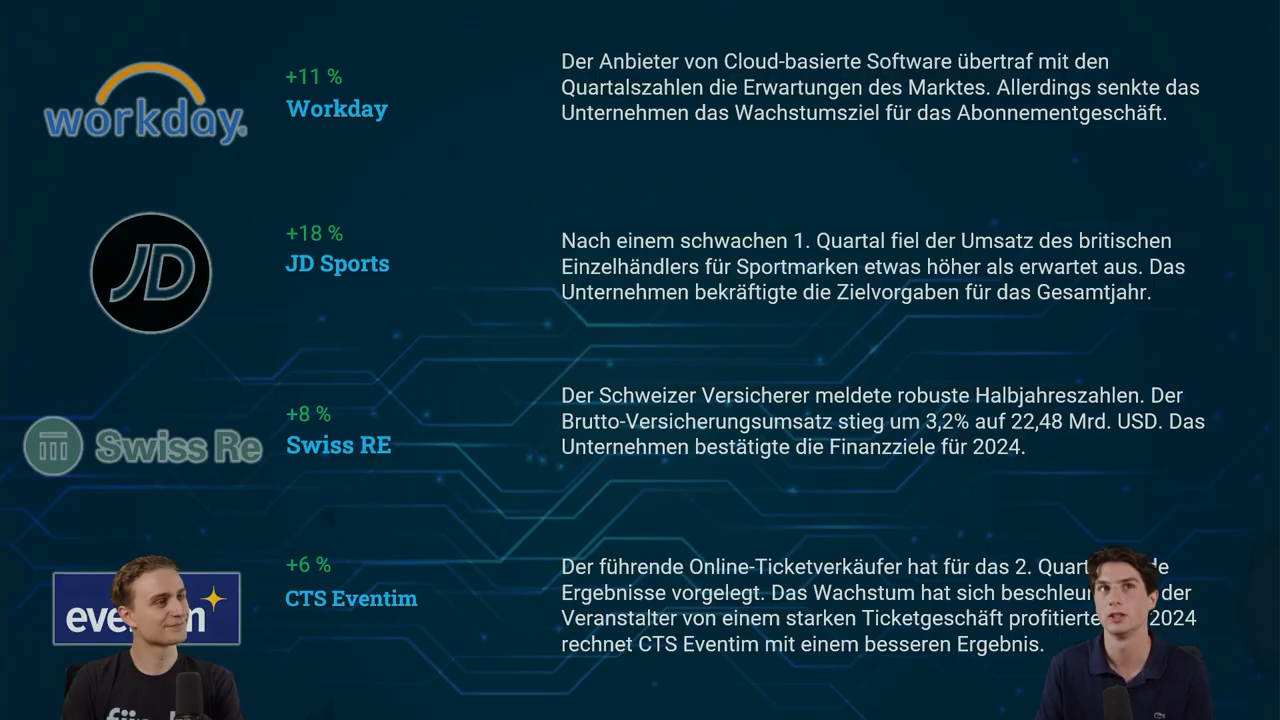 workday.
+11 %
Workday
Der Anbieter von Cloud-basierte Software übertraf mit den
Quartalszahlen die Erwartungen des Marktes. Allerdings senkte das
Unternehmen das Wachstumsziel für das Abonnementgeschäft.
JD
+18 %
JD Sports
Nach einem schwachen 1. Quartal fiel der Umsatz des britischen
Einzelhändlers für Sportmarken etwas höher als erwartet aus. Das
Unternehmen bekräftigte die Zielvorgaben für das Gesamtjahr.
Swiss Re
+8 %
Swiss RE
Der Schweizer Versicherer meldete robuste Halbjahreszahlen. Der
Brutto-Versicherungsumsatz stieg um 3,2% auf 22,48 Mrd. USD. Das
Unternehmen bestätigte die Finanzziele für 2024.
+6 %
CTS Eventim
Der führende Online-Ticketverkäufer hat für das 2. Quart
Ergebnisse vorgelegt. Das Wachstum hat sich der
Veranstalter von einem starken Ticketgeschäft profitierte 2024
rechnet CTS Eventim mit einem besseren Ergebnis.